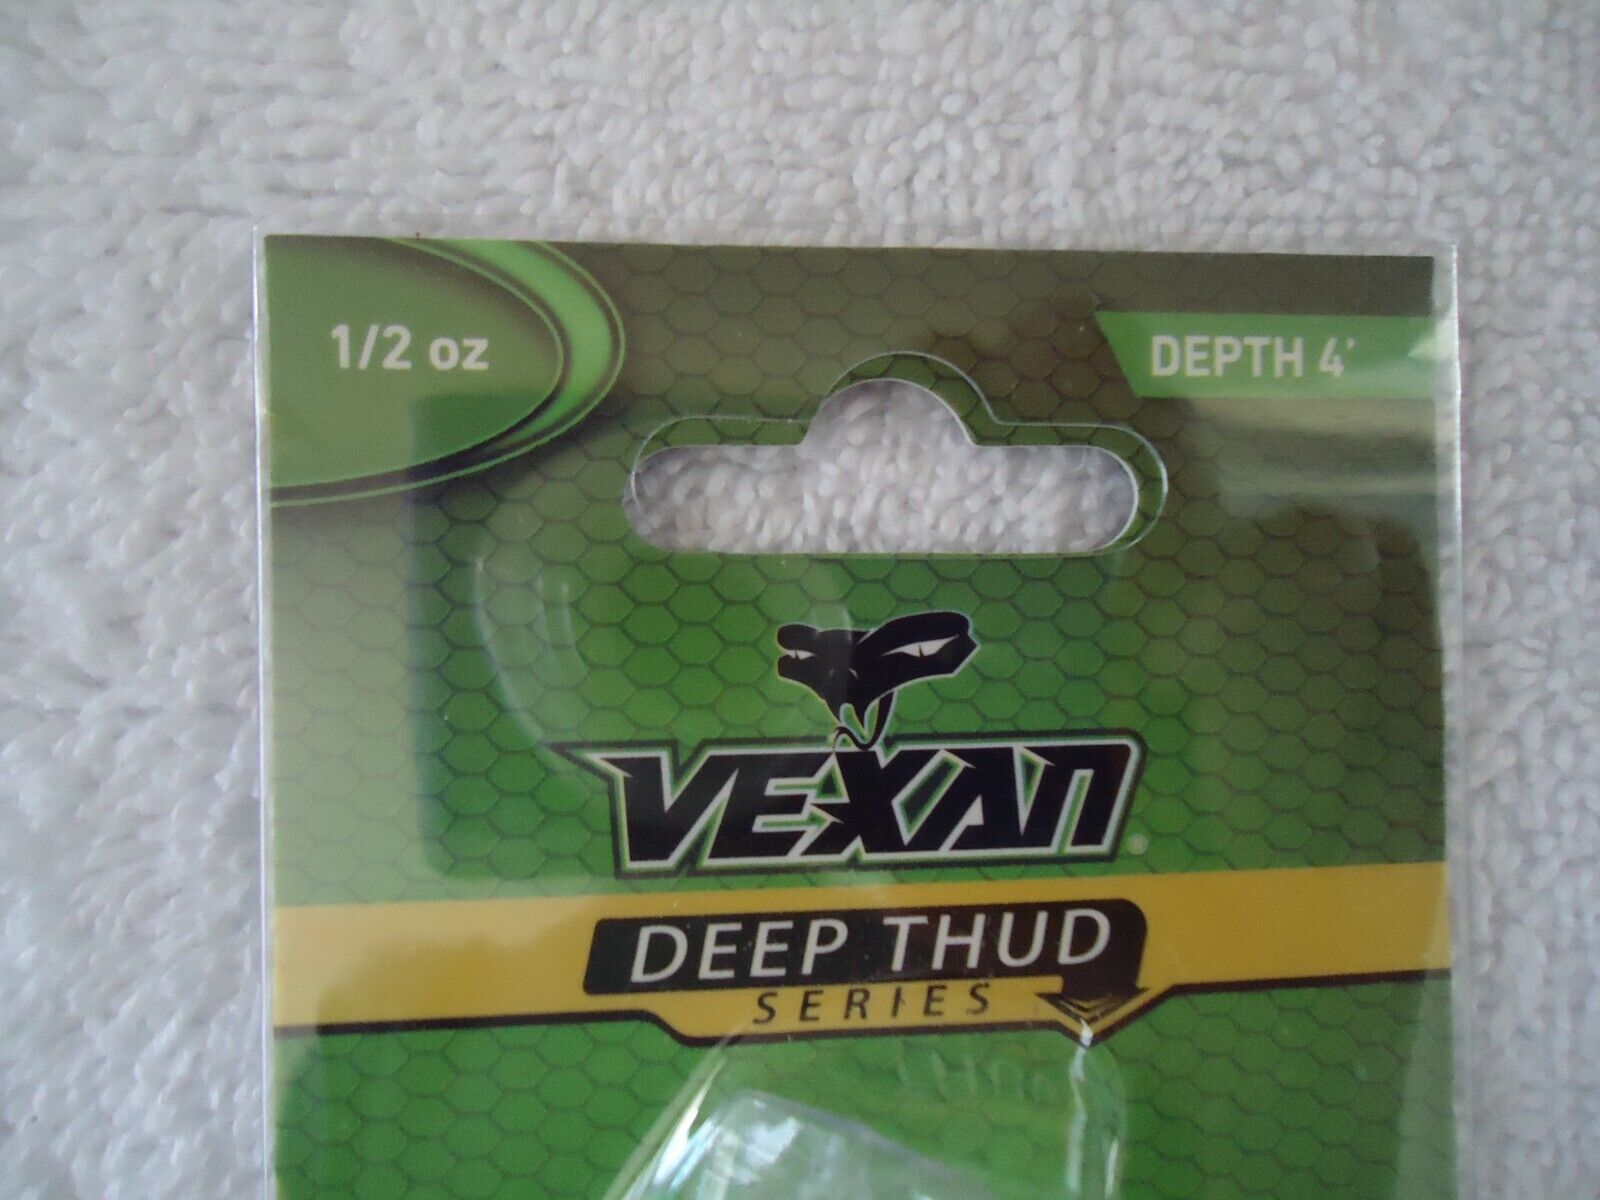 1/2 oz
DEPTH 4'
VEXAN
DEEP THUD
SERIES